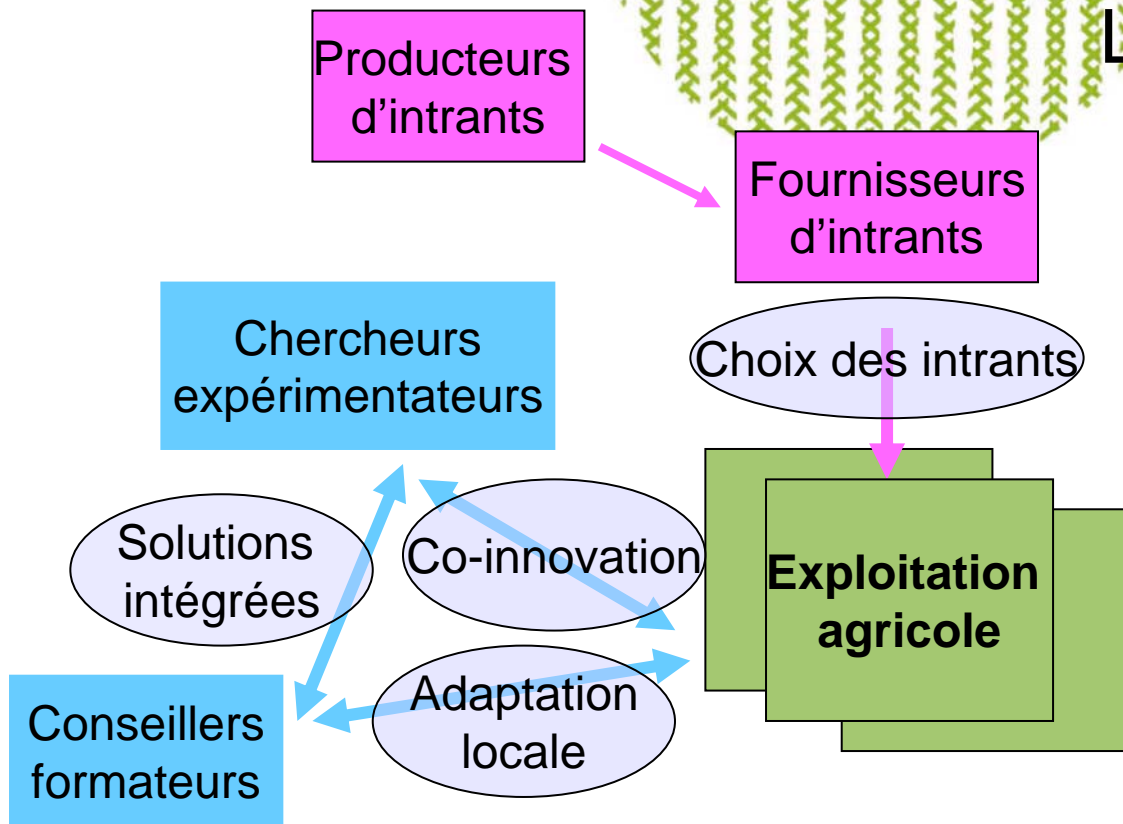 L
Producteurs
d'intrants
Fournisseurs
d'intrants
Chercheurs
expérimentateurs
Choix des intrants
Solutions
intégrées
Co-innovation
Exploitation
agricole
Adaptation
locale
Conseillers
formateurs